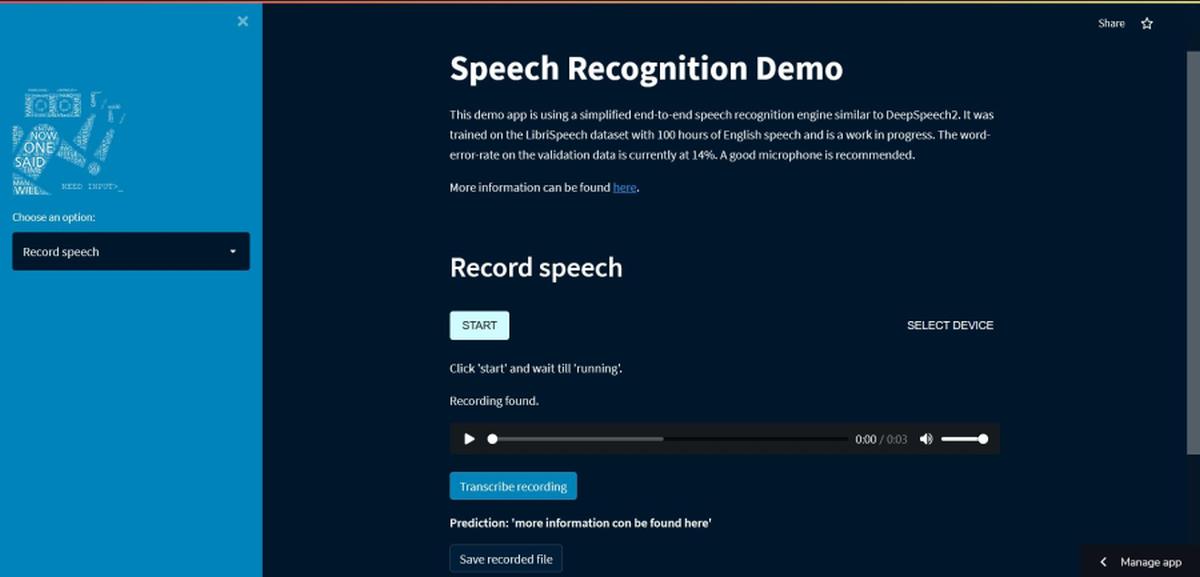 ×
Share
NOW
ONE
SAID
TIME
MAN
WILL
NEED INPUT>_
Choose an option:
Record speech
Speech Recognition Demo
This demo app is using a simplified end-to-end speech recognition engine similar to DeepSpeech2. It was
trained on the LibriSpeech dataset with 100 hours of English speech and is a work in progress. The word-
error-rate on the validation data is currently at 14%. A good microphone is recommended.
More information can be found here.
Record speech
START
SELECT DEVICE
Click 'start' and wait till 'running'.
Recording found.
0:00 / 0:03
Transcribe recording
Prediction: 'more information con be found here'
Save recorded file
Manage app